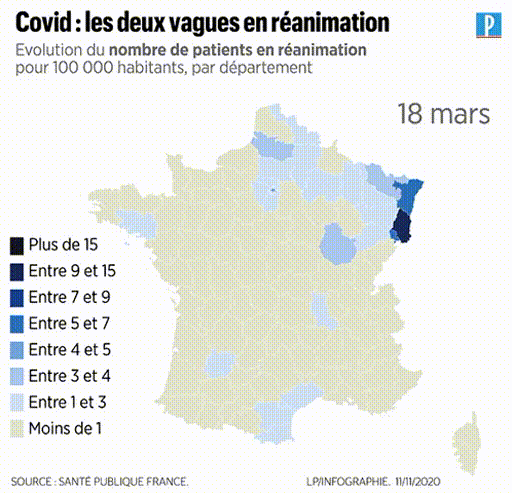 Covid : les deux vagues en réanimation
P
Evolution du nombre de patients en réanimation
pour 100 000 habitants, par département
18 mars
Plus de 15
Entre 9 et 15
Entre 7 et 9
Entre 5 et 7
Entre 4 et 5
Entre 3 et 4
Entre 1 et 3
Moins de 1
SOURCE : SANTÉ PUBLIQUE FRANCE.
LP/INFOGRAPHIE. 11/11/2020